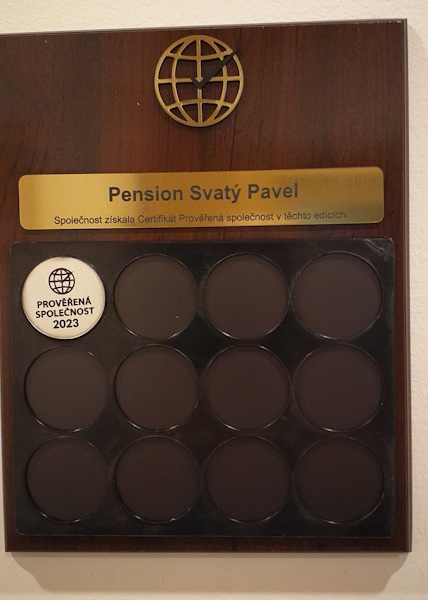 Pension Svatý Pavel
Společnost získala Certifikát Prověřená společnost v těchto edicích:
PROVĚŘENÁ
SPOLEČNOST
2023